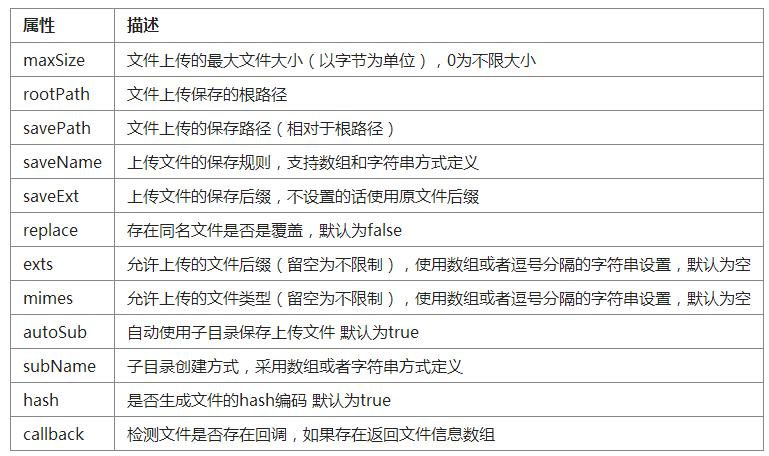 属性 描述
maxSize 文件上传的最大文件大小（以字节为单位），0为不限大小
rootPath 文件上传保存的根路径
savePath 文件上传的保存路径（相对于根路径）
saveName 上传文件的保存规则，支持数组和字符串方式定义
saveExt 上传文件的保存后缀，不设置的话使用原文件后缀
replace 存在同名文件是否是覆盖，默认为false
exts 允许上传的文件后缀（留空为不限制），使用数组或者逗号分隔的字符串设置，默认为空
mimes 允许上传的文件类型（留空为不限制），使用数组或者逗号分隔的字符串设置，默认为空
autoSub 自动使用子目录保存上传文件 默认为true
subName 子目录创建方式，采用数组或者字符串方式定义
hash 是否生成文件的hash编码 默认为true
callback 检测文件是否存在回调，如果存在返回文件信息数组